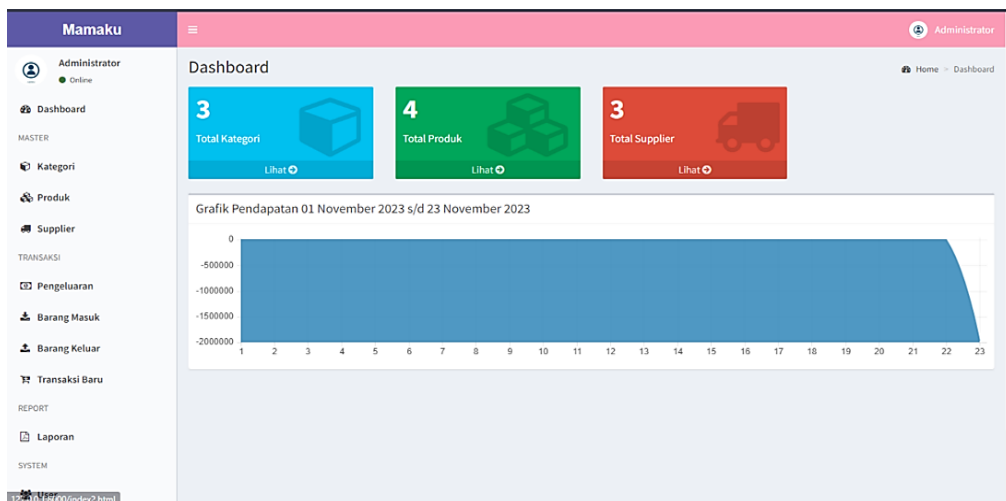 Mamaku
Administrator
Administrator
Online
Dashboard
MASTER
Kategori
Produk
Supplier
TRANSAKSI
Pengeluaran
Barang Masuk
Barang Keluar
Transaksi Baru
REPORT
Laporan
SYSTEM
User
Dashboard
Home > Dashboard
3
Total Kategori
Lihat
4
Total Produk
Lihat
3
Total Supplier
Lihat
Grafik Pendapatan 01 November 2023 s/d 23 November 2023
0
-500000
-1000000
-1500000
-2000000
1 2 3 4 5 6 7 8 9 10 11 12 13 14 15 16 17 18 19 20 21 22 23